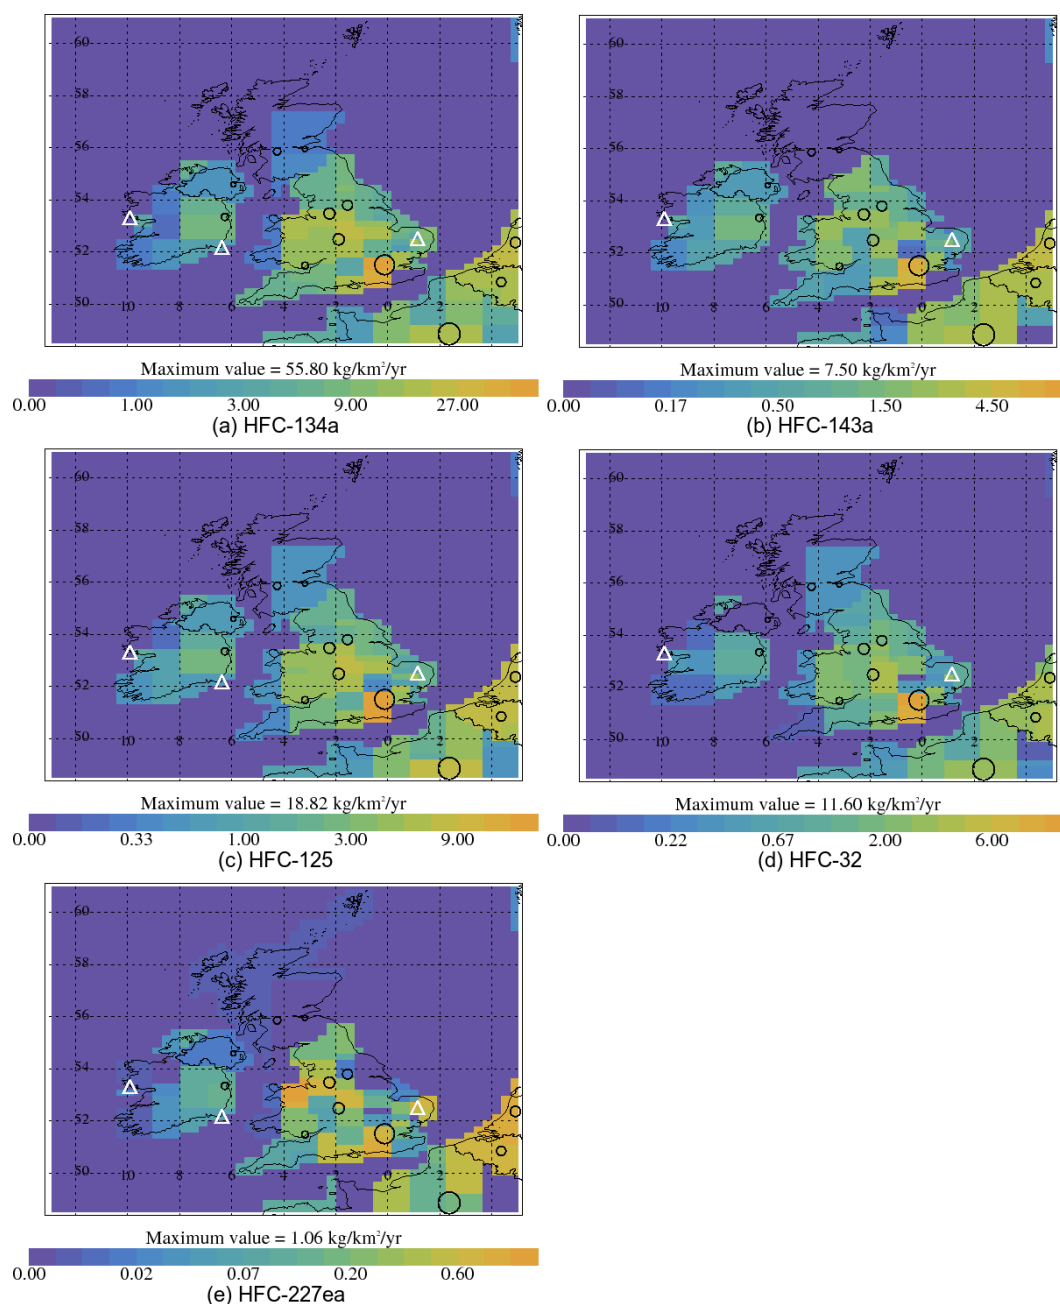 60 60
58 58
56 56
54 54
52 52
50 50
10 8 6 4 2 0 2 10 8 6 4 2 0 2
Maximum value = 55.80 kg/km²/yr Maximum value = 7.50 kg/km²/yr
0.00 1.00 3.00 9.00 27.00 0.00 0.17 0.50 1.50 4.50
(a) HFC-134a (b) HFC-143a
60 60
58 58
56 56
54 54
52 52
50 50
10 8 6 4 2 0 2 10 8 6 4 2 0 2
Maximum value = 18.82 kg/km²/yr Maximum value = 11.60 kg/km²/yr
0.00 0.33 1.00 3.00 9.00 0.00 0.22 0.67 2.00 6.00
(c) HFC-125 (d) HFC-32
60
58
56
54
52
50
10 8 6 4 2 0 2
Maximum value = 1.06 kg/km²/yr
0.00 0.02 0.07 0.20 0.60
(e) HFC-227ea